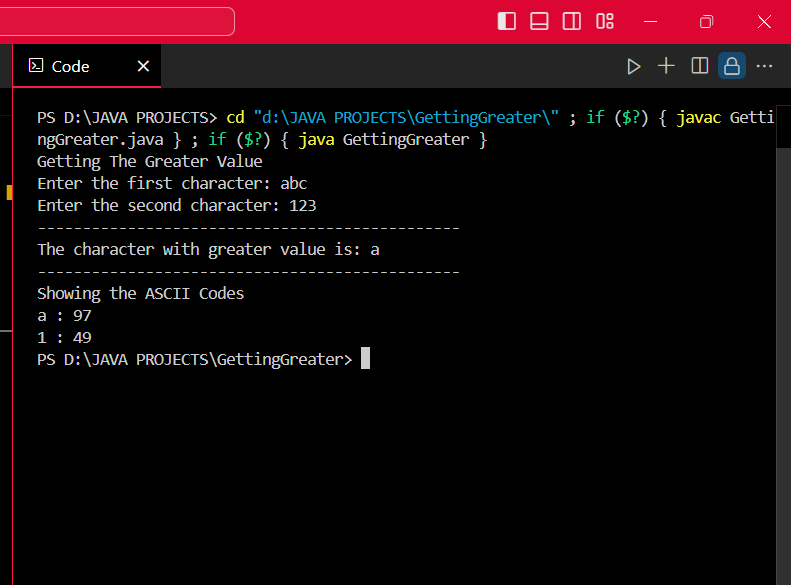 Code
PS D:\JAVA PROJECTS> cd "d:\JAVA PROJECTS\GettingGreater\" ; if ($?) { javac Getti
ngGreater.java } ; if ($?) { java GettingGreater }
Getting The Greater Value
Enter the first character: abc
Enter the second character: 123
-----------------------------------------------
The character with greater value is: a
-----------------------------------------------
Showing the ASCII Codes
a : 97
1 : 49
PS D:\JAVA PROJECTS\GettingGreater>